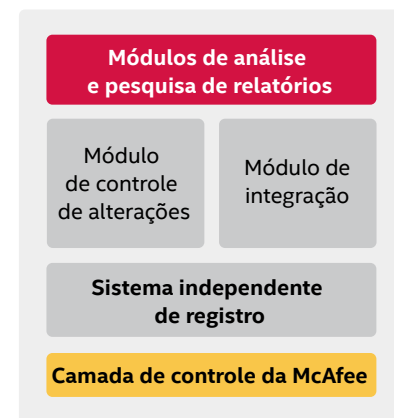 Módulos de análise
e pesquisa de relatórios
Módulo
de controle
de alterações
Módulo de
integração
Sistema independente
de registro
Camada de controle da McAfee